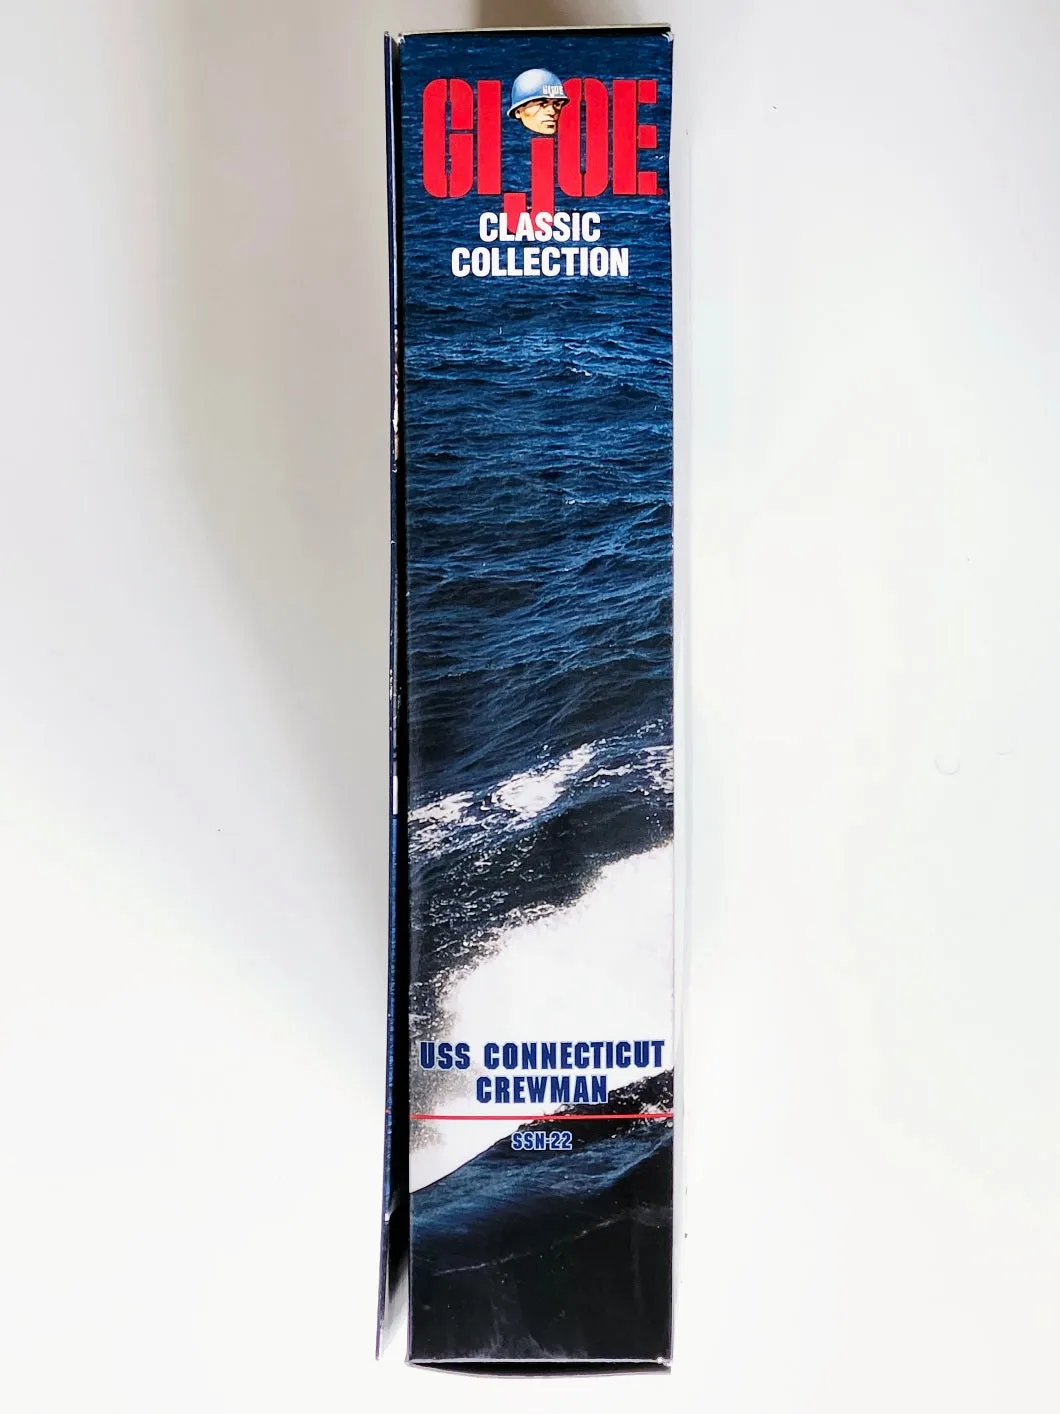 GI JOE
CLASSIC
COLLECTION
USS CONNECTICUT
CREWMAN
SSN-22